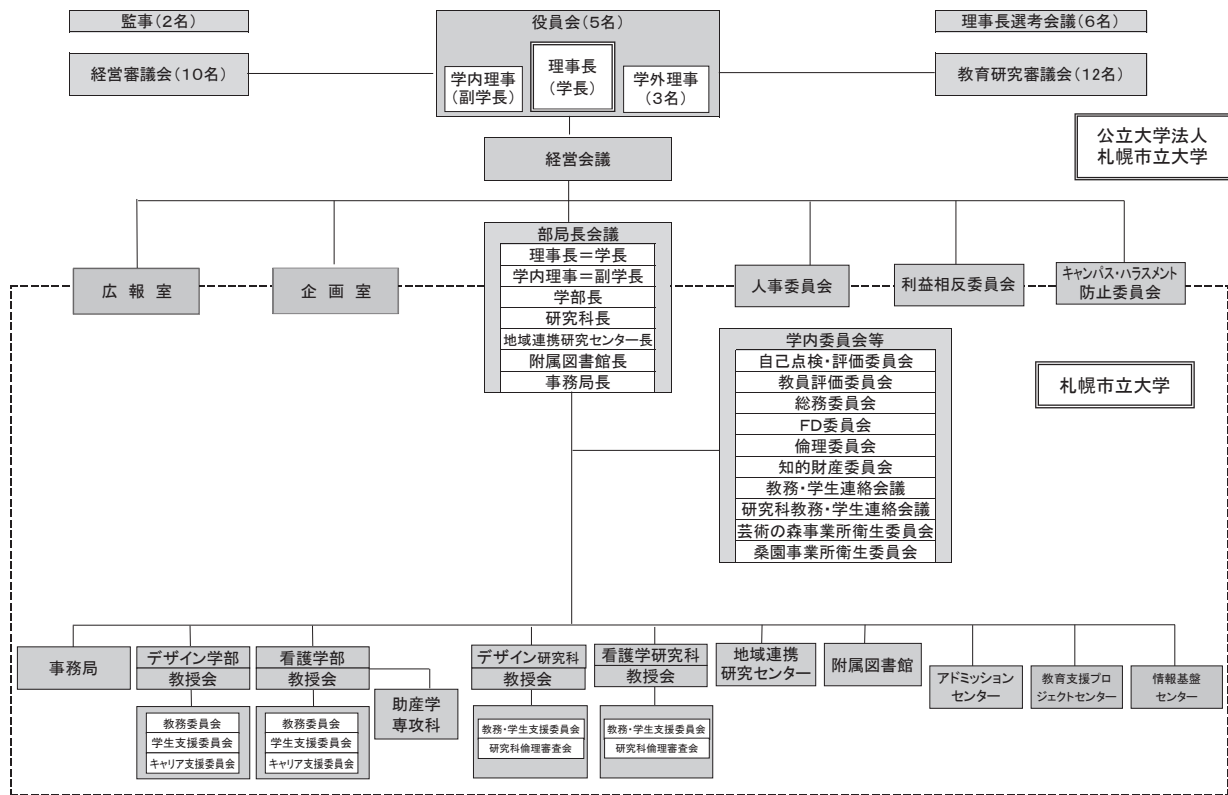 監事(2名)
役員会(5名)
理事長選考会議(6名)
経営審議会(10名)
学内理事
(副学長)
理事長
(学長)
学外理事
(3名)
教育研究審議会(12名)
公立大学法人
札幌市立大学
経営会議
広報室
企画室
部局長会議
理事長=学長
学内理事=副学長
学部長
研究科長
地域連携研究センター長
附属図書館長
事務局長
人事委員会
利益相反委員会
キャンパス・ハラスメント
防止委員会
学内委員会等
自己点検・評価委員会
教員評価委員会
総務委員会
FD委員会
倫理委員会
知的財産委員会
教務・学生連絡会議
研究科教務・学生連絡会議
芸術の森事業所衛生委員会
桑園事業所衛生委員会
札幌市立大学
事務局
デザイン学部
教授会
教務委員会
学生支援委員会
キャリア支援委員会
看護学部
教授会
教務委員会
学生支援委員会
キャリア支援委員会
助産学
専攻科
デザイン研究科
教授会
教務・学生支援委員会
研究科倫理審査会
看護学研究科
教授会
教務・学生支援委員会
研究科倫理審査会
地域連携
研究センター
附属図書館
アドミッション
センター
教育支援プロ
ジェクトセンター
情報基盤
センター